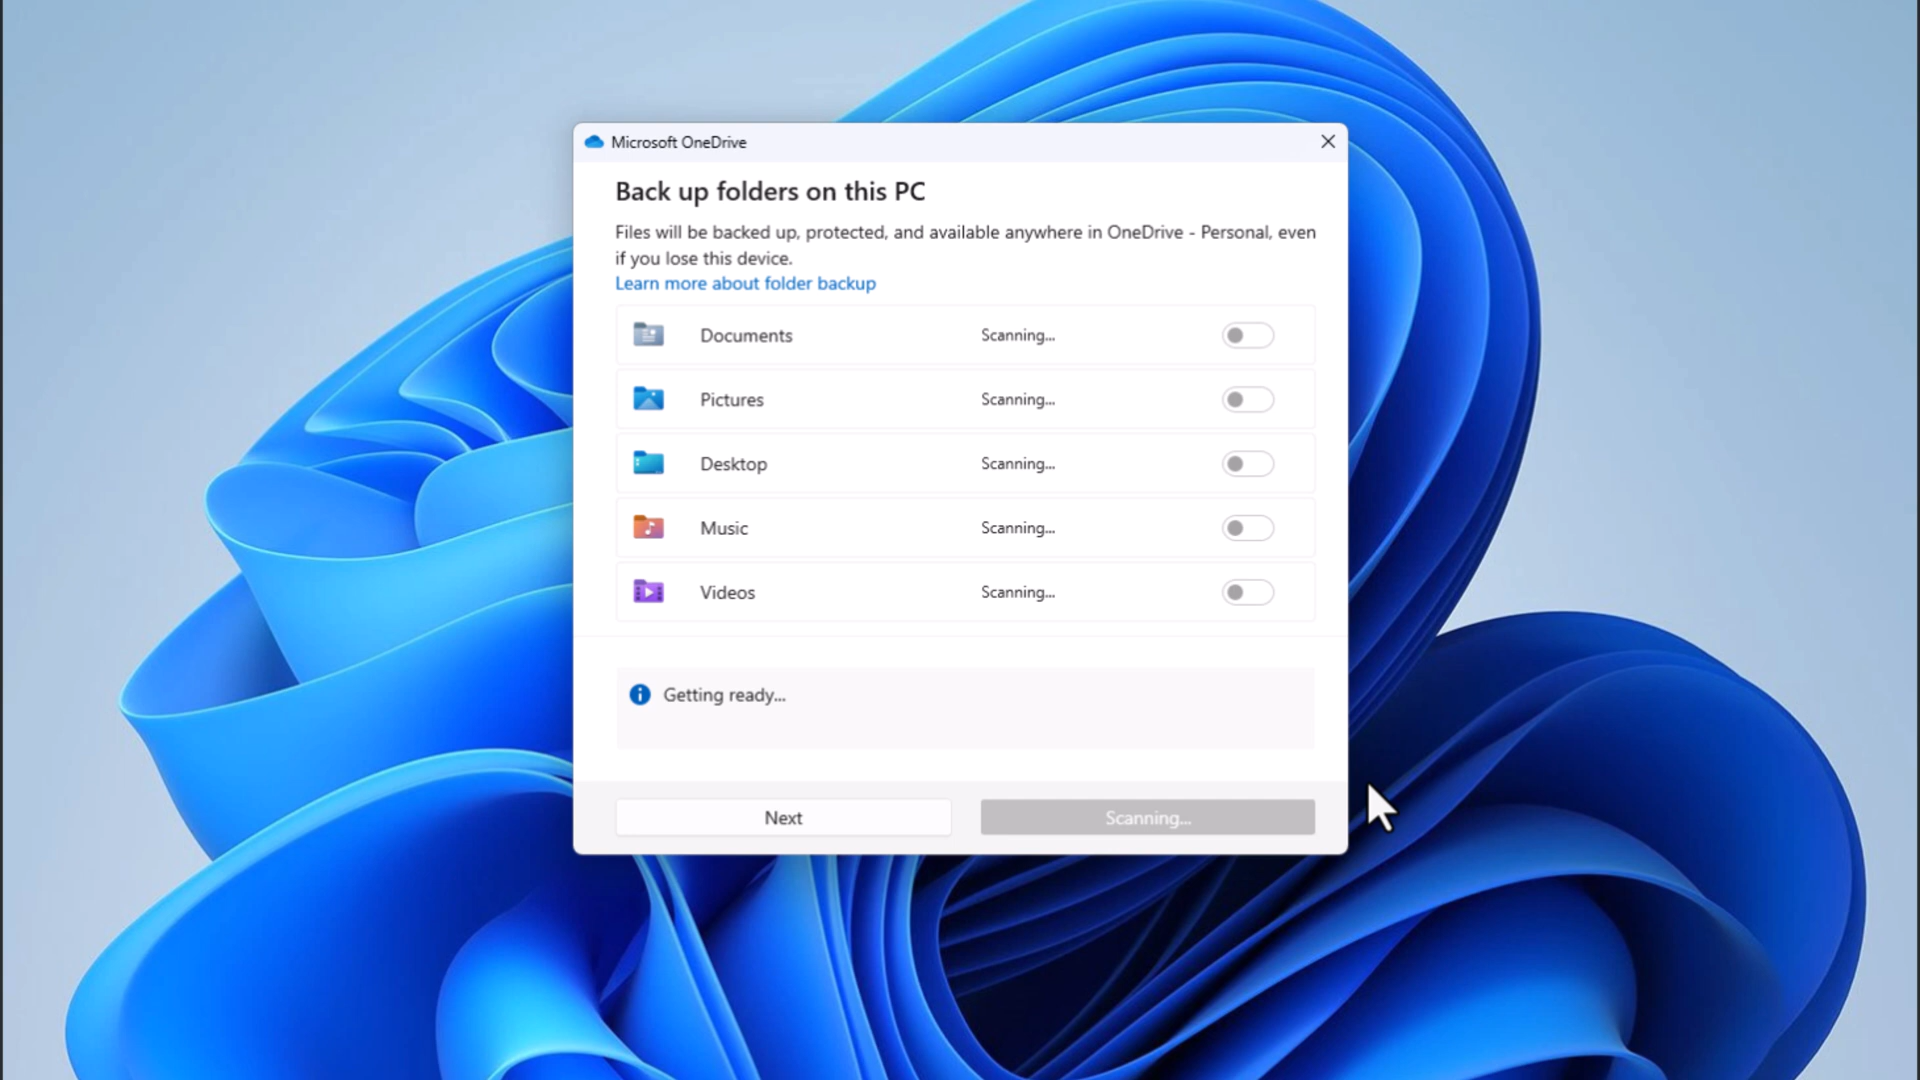 Microsoft OneDrive
Back up folders on this PC
Files will be backed up, protected, and available anywhere in OneDrive - Personal, even
if you lose this device.
Learn more about folder backup
Documents Scanning...
Pictures Scanning...
Desktop Scanning...
Music Scanning...
Videos Scanning...
Getting ready...
Next Scanning...